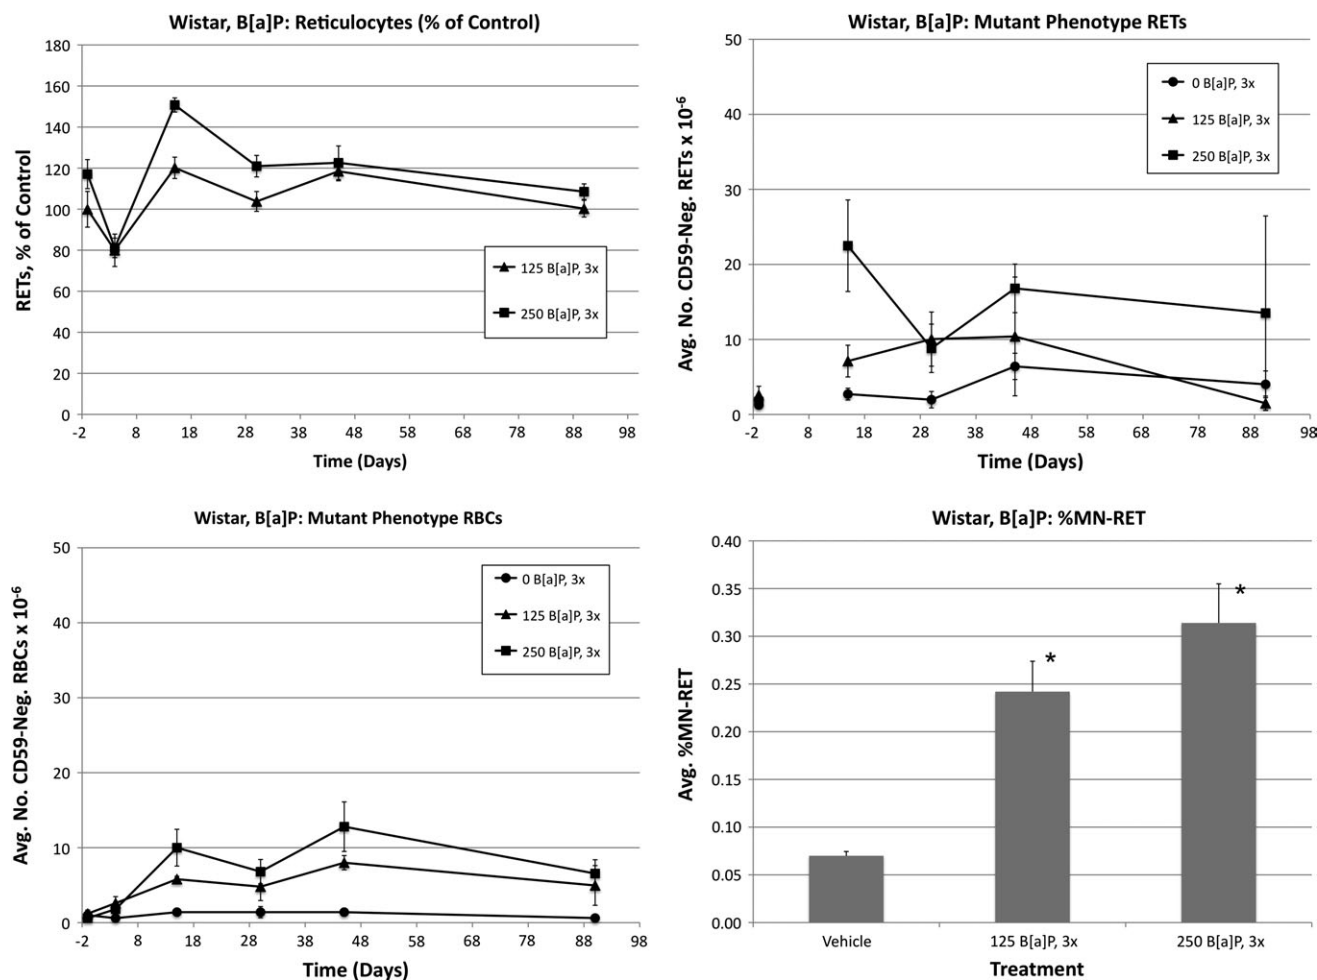 Wistar, B[a]P: Reticulocytes (% of Control)
RETs, % of Control
180
160
140
120
100
80
60
40
20
0
125 B[a]P, 3x
250 B[a]P, 3x
-2 8 18 28 38 48 58 68 78 88 98
Time (Days)
Wistar, B[a]P: Mutant Phenotype RETs
Avg. No. CD59-Neg. RETs x 10-6
50
40
30
20
10
0
0 B[a]P, 3x
125 B[a]P, 3x
250 B[a]P, 3x
-2 8 18 28 38 48 58 68 78 88 98
Time (Days)
Wistar, B[a]P: Mutant Phenotype RBCs
Avg. No. CD59-Neg. RBCs x 10-6
50
40
30
20
10
0
0 B[a]P, 3x
125 B[a]P, 3x
250 B[a]P, 3x
-2 8 18 28 38 48 58 68 78 88 98
Time (Days)
Wistar, B[a]P: %MN-RET
Avg. %MN-RET
0.40
0.35
0.30
0.25
0.20
0.15
0.10
0.05
0.00
*
*
Vehicle 125 B[a]P, 3x 250 B[a]P, 3x
Treatment